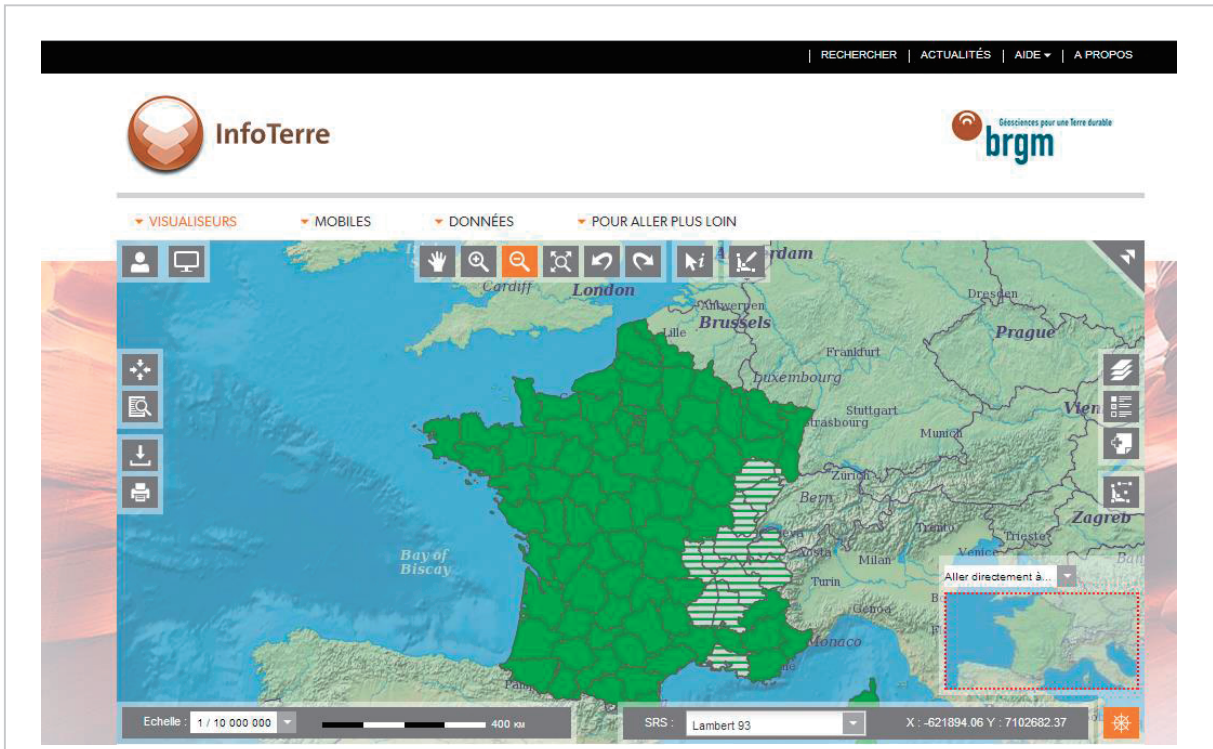 | RECHERCHER | ACTUALITÉS | AIDE | A PROPOS
InfoTerre
Géosciences pour une Terre durable
brgm
VISUALISEURS MOBILES DONNÉES POUR ALLER PLUS LOIN
Cardiff
London
Antwerpen
Brussels
Lille
Dresden
Prague
Frankfurt
Luxembourg
Stuttgart
Strasbourg
Munich
Zürich
Bern
Zagreb
Trento
Trieste
Bay of
Biscay
Milan
Venice
Turin
Aller directement à...
Genoa
Monaco
Echelle : 1 / 10 000 000
400 KM
SRS : Lambert 93
X : -621894.06 Y : 7102682.37